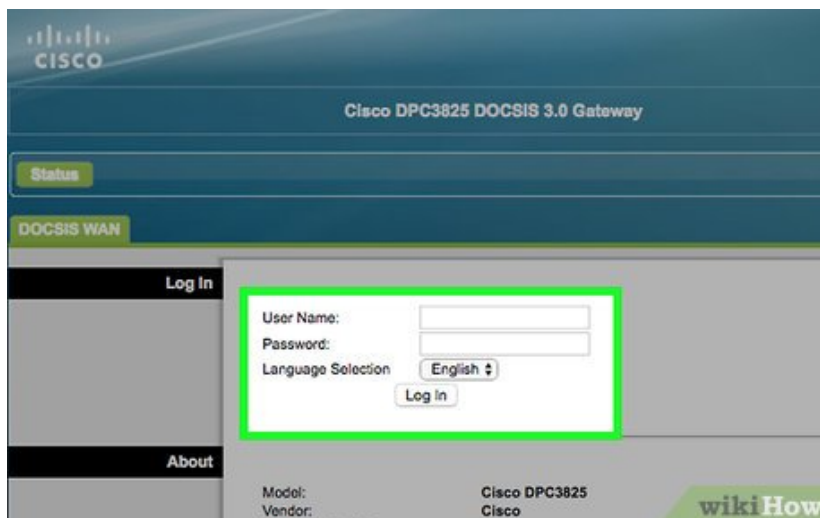 CISCO
Cisco DPC3825 DOCSIS 3.0 Gateway
Status
DOCSIS WAN
Log In
User Name:
Password:
Language Selection English
Log In
About
Model: Cisco DPC3825
Vendor: Cisco
wikiHow